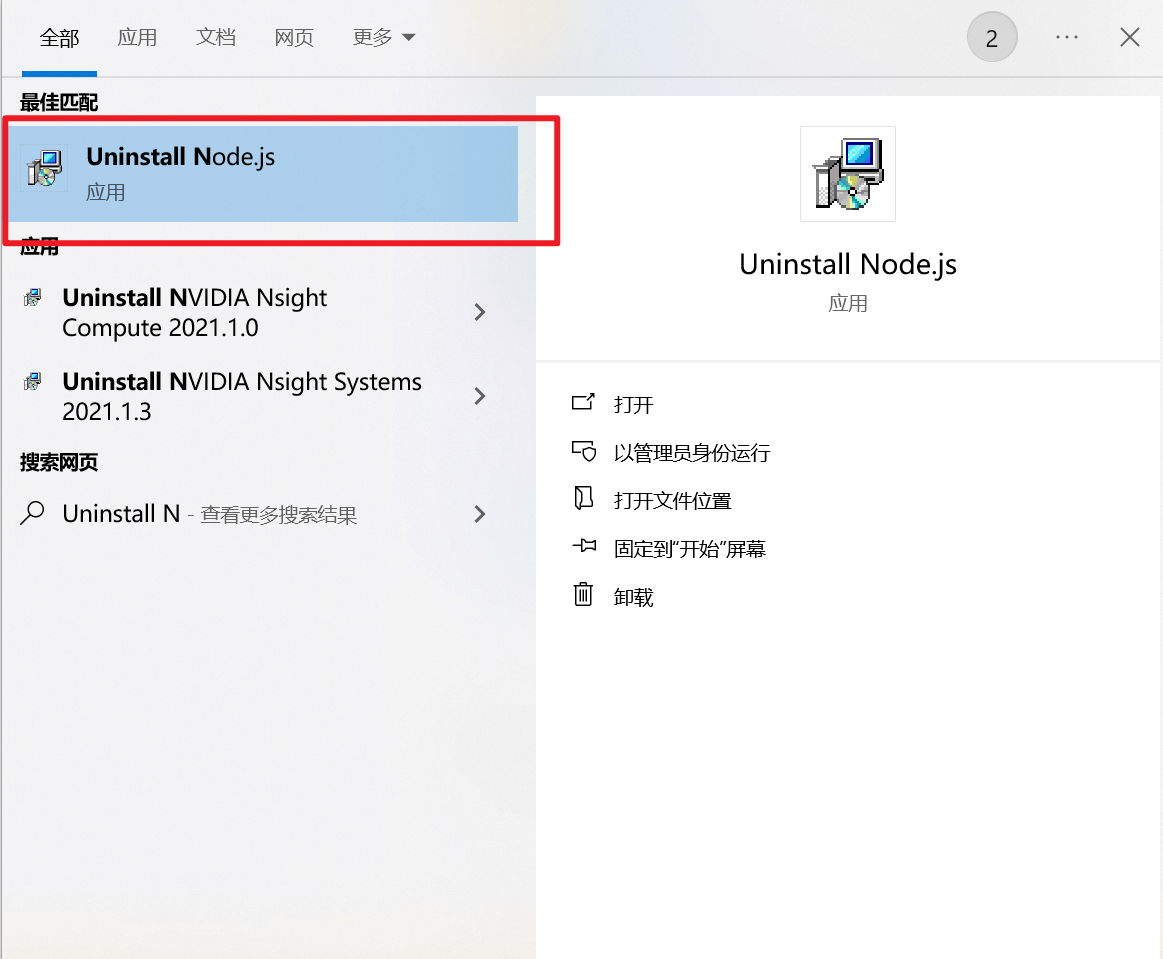 全部 应用 文档 网页 更多 2 ···
最佳匹配
Uninstall Node.js
应用
应用
Uninstall NVIDIA Nsight
Compute 2021.1.0
Uninstall NVIDIA Nsight Systems
2021.1.3
搜索网页
Uninstall N - 查看更多搜索结果
Uninstall Node.js
应用
打开
以管理员身份运行
打开文件位置
固定到"开始"屏幕
卸载